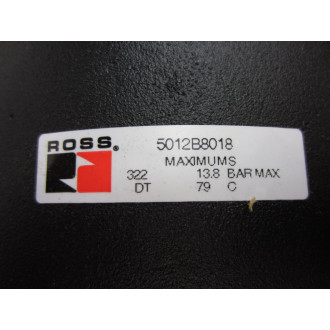 ROSS®
5012B8018
MAXIMUMS
322 13.8 BAR MAX
DT 79 C